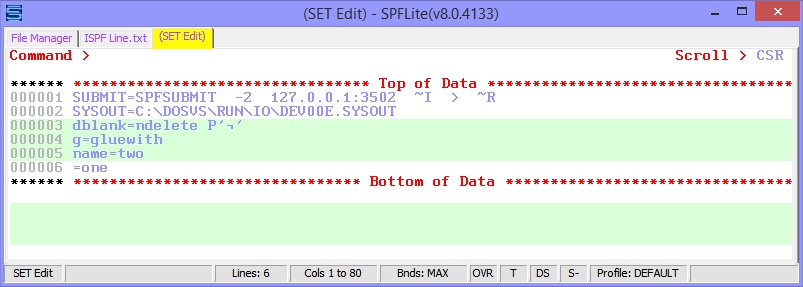 (SET Edit) - SPFLite(v8.0.4133)
File Manager ISPF Line.txt (SET Edit)
Command > Scroll > CSR
****** ********************************* Top of Data ***********************************
000001 SUBMIT=SPFSUBMIT  -2  127.0.0.1:3502  ~I  >  ~R
000002 SYSOUT=C:\DOSVS\RUN\IO\DEV00E.SYSOUT
000003 dblank=ndelete P'¬'
000004 g=gluewith
000005 name=two
000006 =one
****** ******************************** Bottom of Data *********************************
SET Edit Lines: 6 Cols 1 to 80 Bnds: MAX OVR T DS S- Profile: DEFAULT